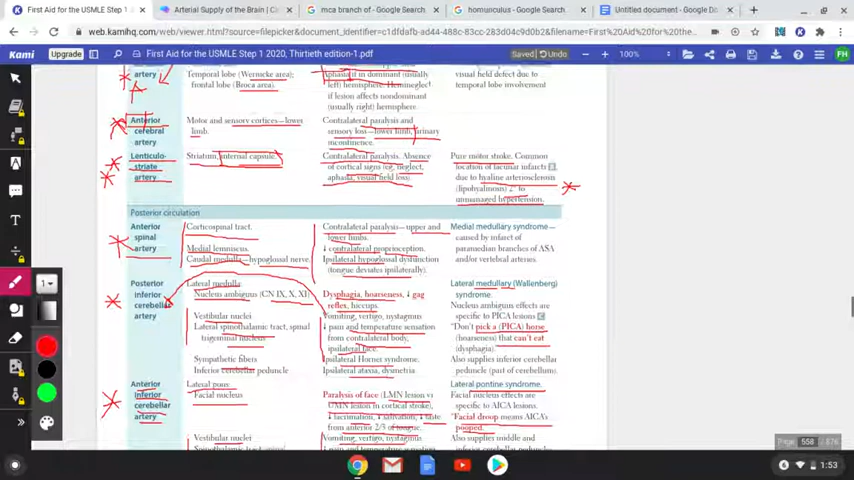 mca branch of - Google Search
Arterial Supply of the Brain | C
homunculus - Google Search
Untitled document - Google D
web.kamihq.com/web/viewer.html?source=filepicker&document_id=c1dfdafb-ad44-488c-
filename=First%20Aid%20for%20the
Kami
Upgrade
First Aid for the USMLE Step 1 2020, Thirtieth edition-1.pdf
Saved
Undo
100%
FH
artery
Temporal lobe (Wernicke area);
frontal lobe (Broca area).
Aphasia if in dominant (usually
left) hemisphere. Hemineglect
if lesion affects nondominant
(usually right) hemisphere.
visual field defect due to
temporal lobe involvement
Anterior
cerebral
artery
Motor and sensory cortices—lower
limb.
Contralateral paralysis and
sensory loss—lower limb, urinary
incontinence.
Lenticulo-
striate
artery
Striatum, internal capsule.
Contralateral paralysis. Absence
of cortical signs (eg, neglect,
aphasia, visual field loss)
Pure motor stroke. Common
location of lacunar infarcts
due to hyaline arteriosclerosis
(lipohyalinosis) 2° to
unmanaged hypertension.
Posterior circulation
Anterior
spinal
artery
Corticospinal tract.
Medial lemniscus.
Caudal medulla—hypoglossal nerve.
Contralateral paralysis—upper and
lower limbs.
↓ contralateral proprioception.
Ipsilateral hypoglossal dysfunction
(tongue deviates ipsilaterally).
Medial medullary syndrome—
caused by infarct of
paramedian branches of ASA
and/or vertebral arteries.
Posterior
inferior
cerebellar
artery
Lateral medulla:
Nucleus ambiguus (CN IX, X, XI)
Vestibular nuclei
Lateral spinothalamic tract, spinal
trigeminal nucleus
Sympathetic fibers
Inferior cerebellar peduncle
Dysphagia, hoarseness, ↓ gag
reflex, hiccups.
Vomiting, vertigo, nystagmus
↓ pain and temperature sensation
from contralateral body,
ipsilateral face.
Ipsilateral Horner syndrome.
Ipsilateral ataxia, dysmetria
Lateral medullary (Wallenberg)
syndrome.
Nucleus ambiguus effects are
specific to PICA lesions
"Don't pick a (PICA) horse
(hoarseness) that can't eat
(dysphagia).
Also supplies inferior cerebellar
peduncle (part of cerebellum).
Anterior
inferior
cerebellar
artery
Lateral pons
Facial nucleus
Vestibular nuclei
Paralysis of face (LMN lesion vs
UMN lesion in cortical stroke),
↓ lacrimation, ↓ salivation, ↓ taste
from anterior 2/3 of tongue.
Vomiting, vertigo, nystagmus
Lateral pontine syndrome.
Facial nucleus effects are
specific to AICA lesions.
"Facial droop means AICA's
pooped.
Also supplies middle and
Page 558 / 876
1:53